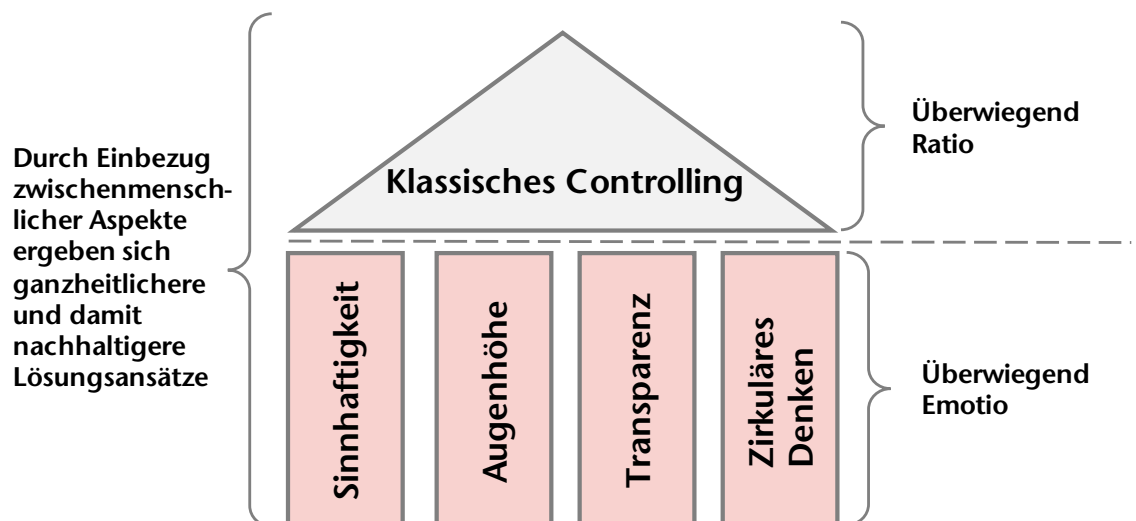 Durch Einbezug
zwischenmensch-
licher Aspekte
ergeben sich
ganzheitlichere
und damit
nachhaltigere
Lösungsansätze
Klassisches Controlling
Überwiegend
Ratio
Sinnhaftigkeit
Augenhöhe
Transparenz
Zirkuläres
Denken
Überwiegend
Emotio